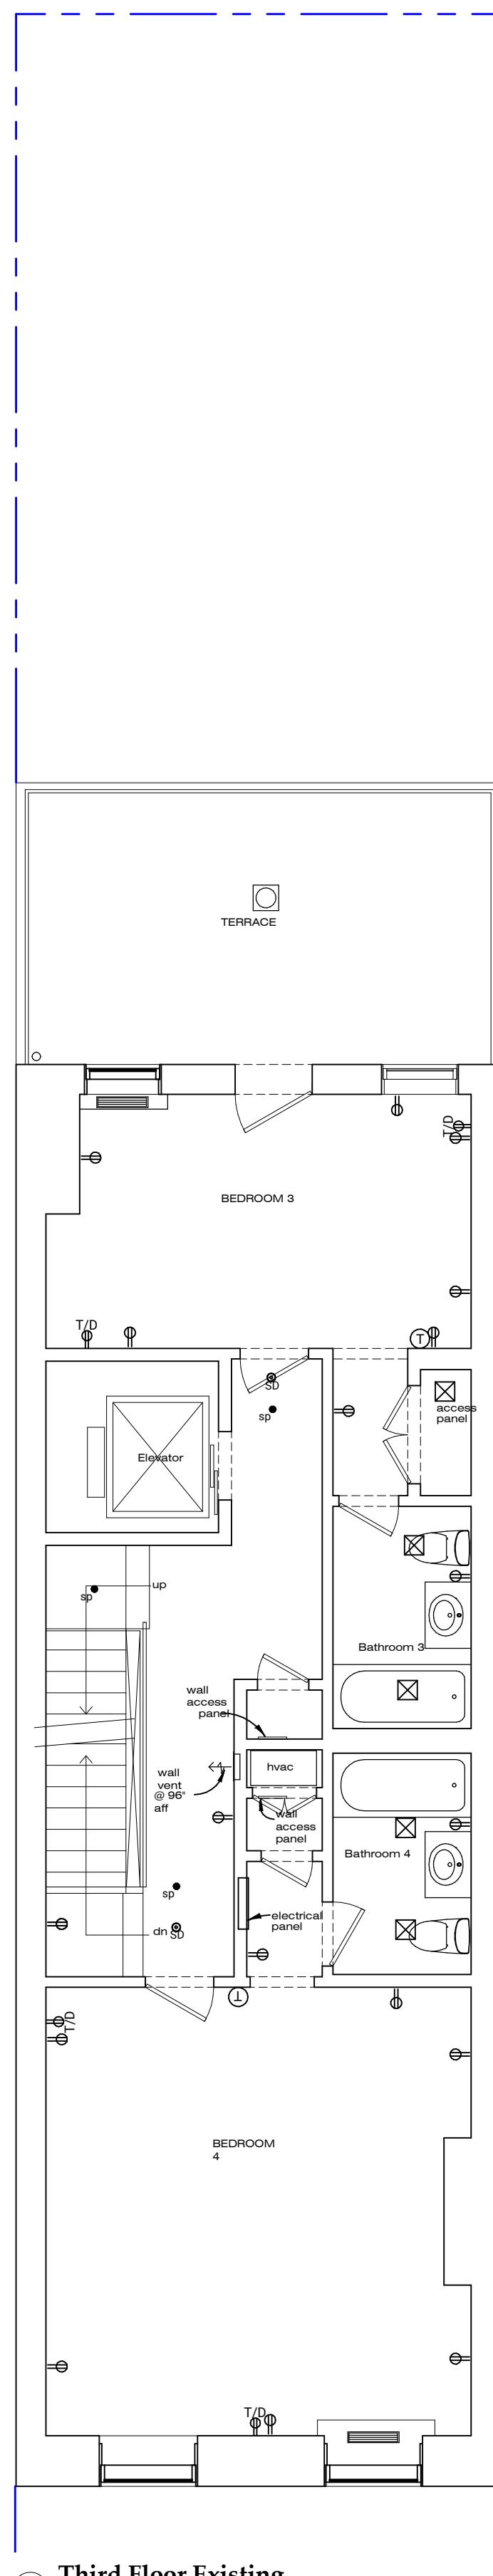 TERRACE
T/D
BEDROOM 3
T/D
T
SD
sp
access
panel
Elevator
up
sp
Bathroom 3
wall
access
panel
hvac
wall
vent
@ 96"
aff
wall
access
panel
Bathroom 4
sp
electrical
panel
dn
SD
T
T/D
BEDROOM
4
T/D
Third Floor Existing